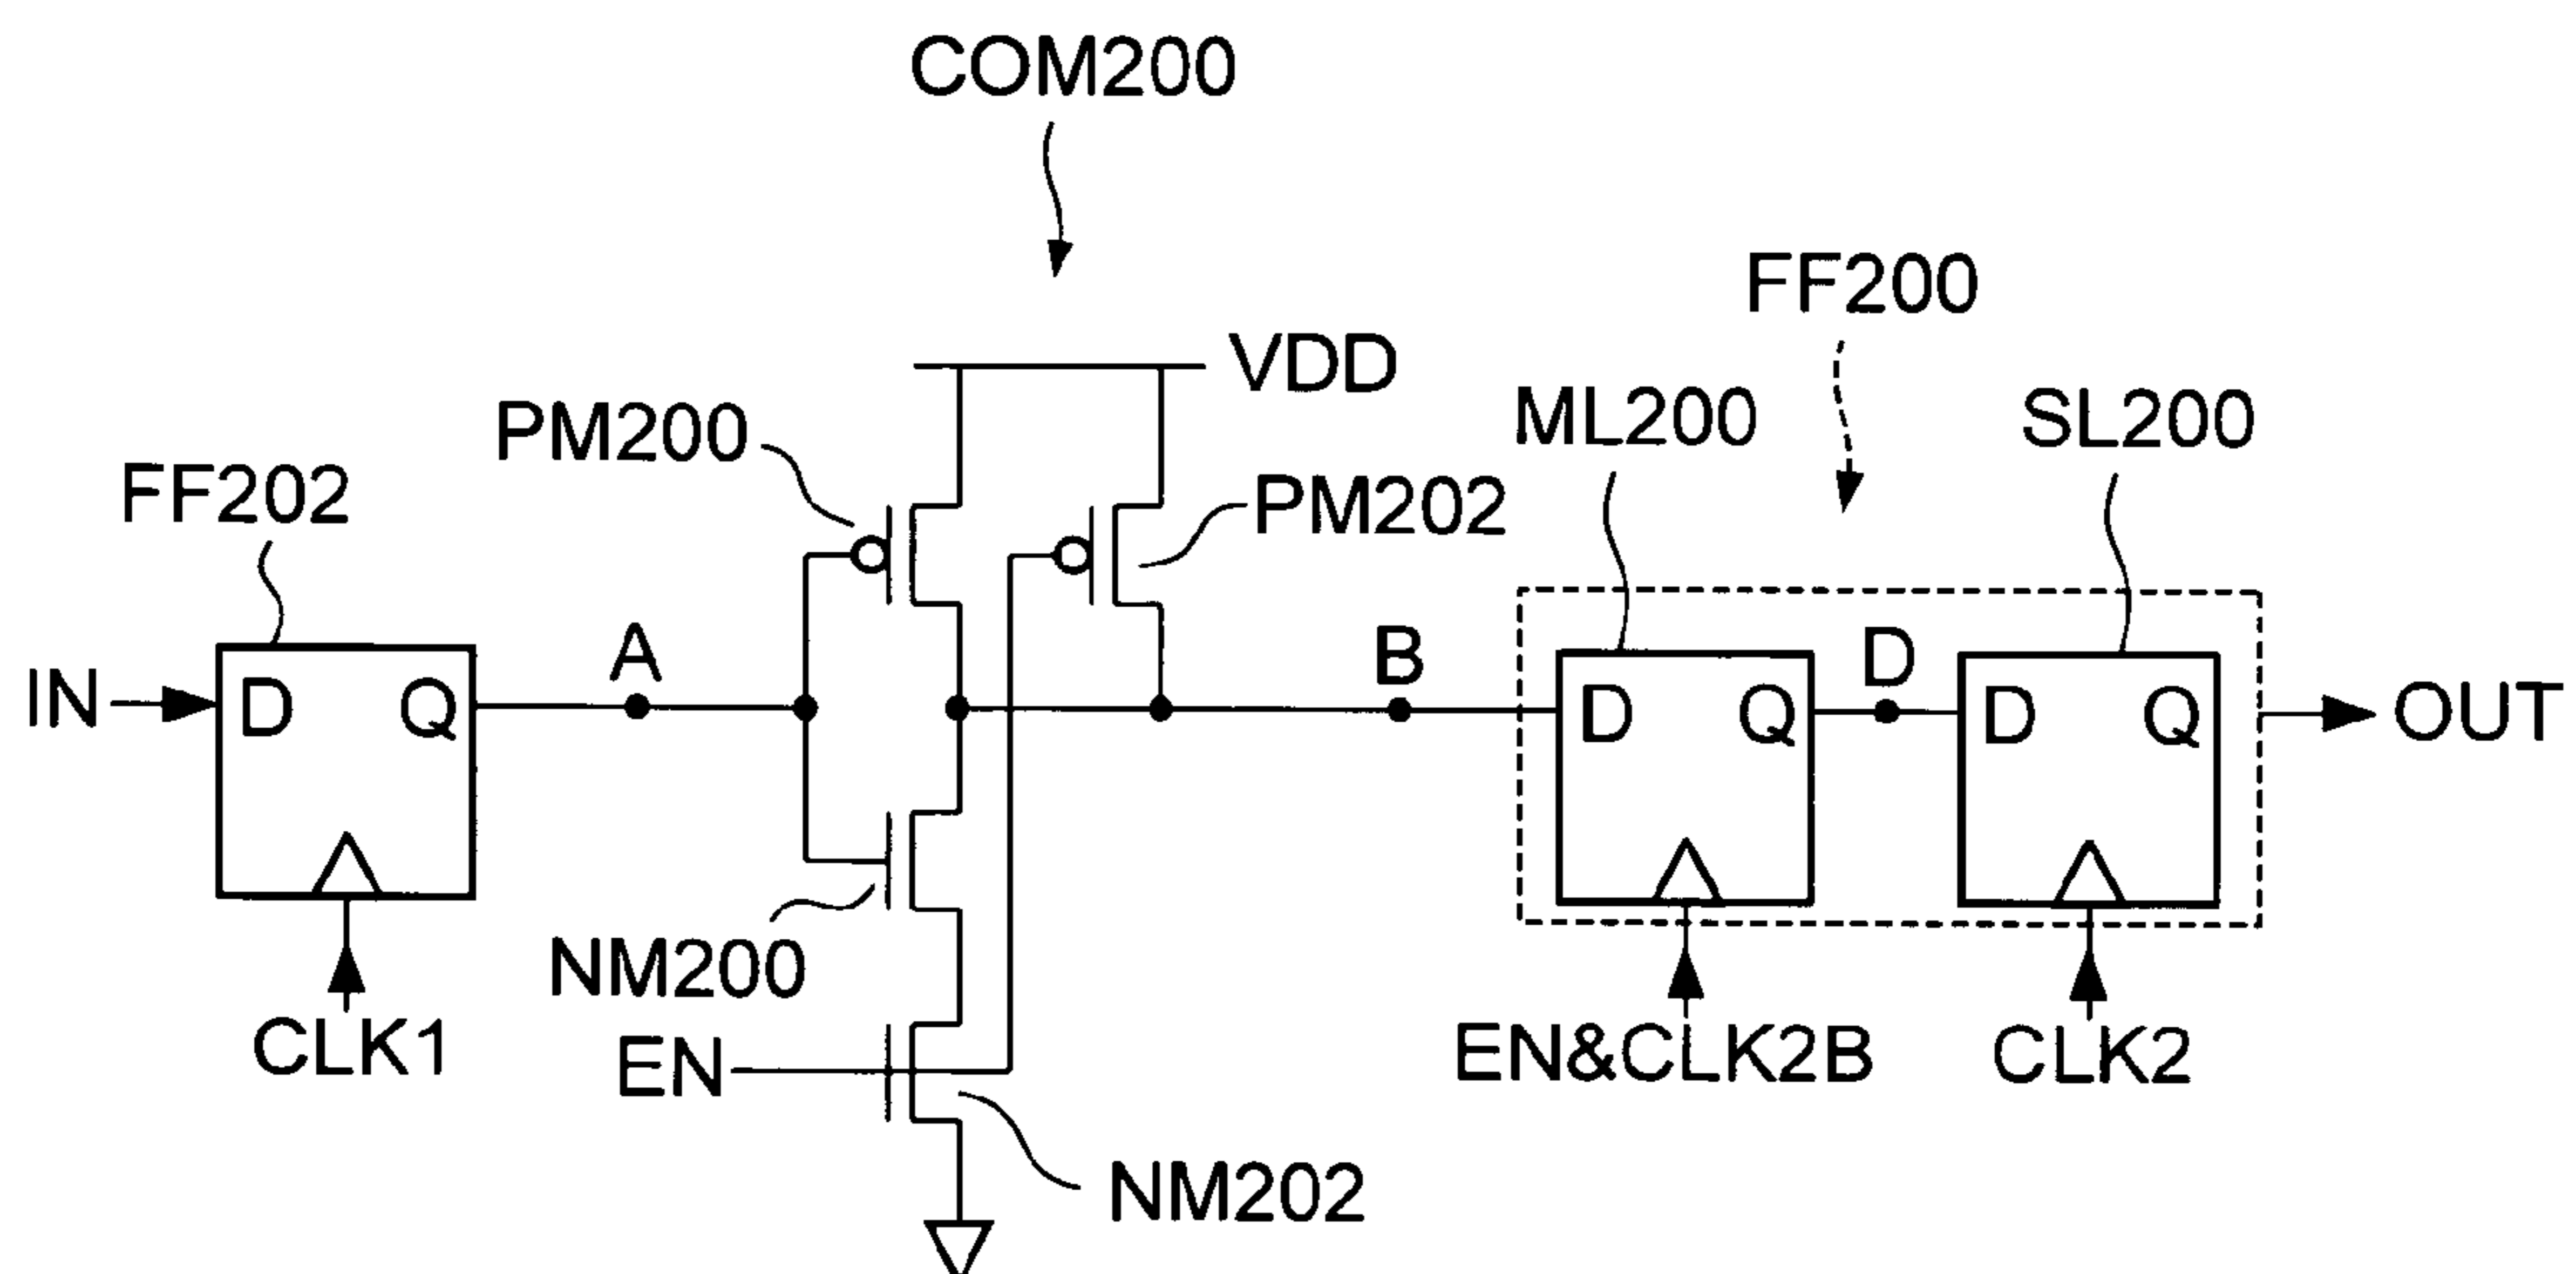 COM200
FF200
VDD
ML200
SL200
PM200
PM202
FF202
A
B
D
IN
D Q
D Q
D Q
OUT
NM200
CLK1
EN
EN&CLK2B
CLK2
NM202